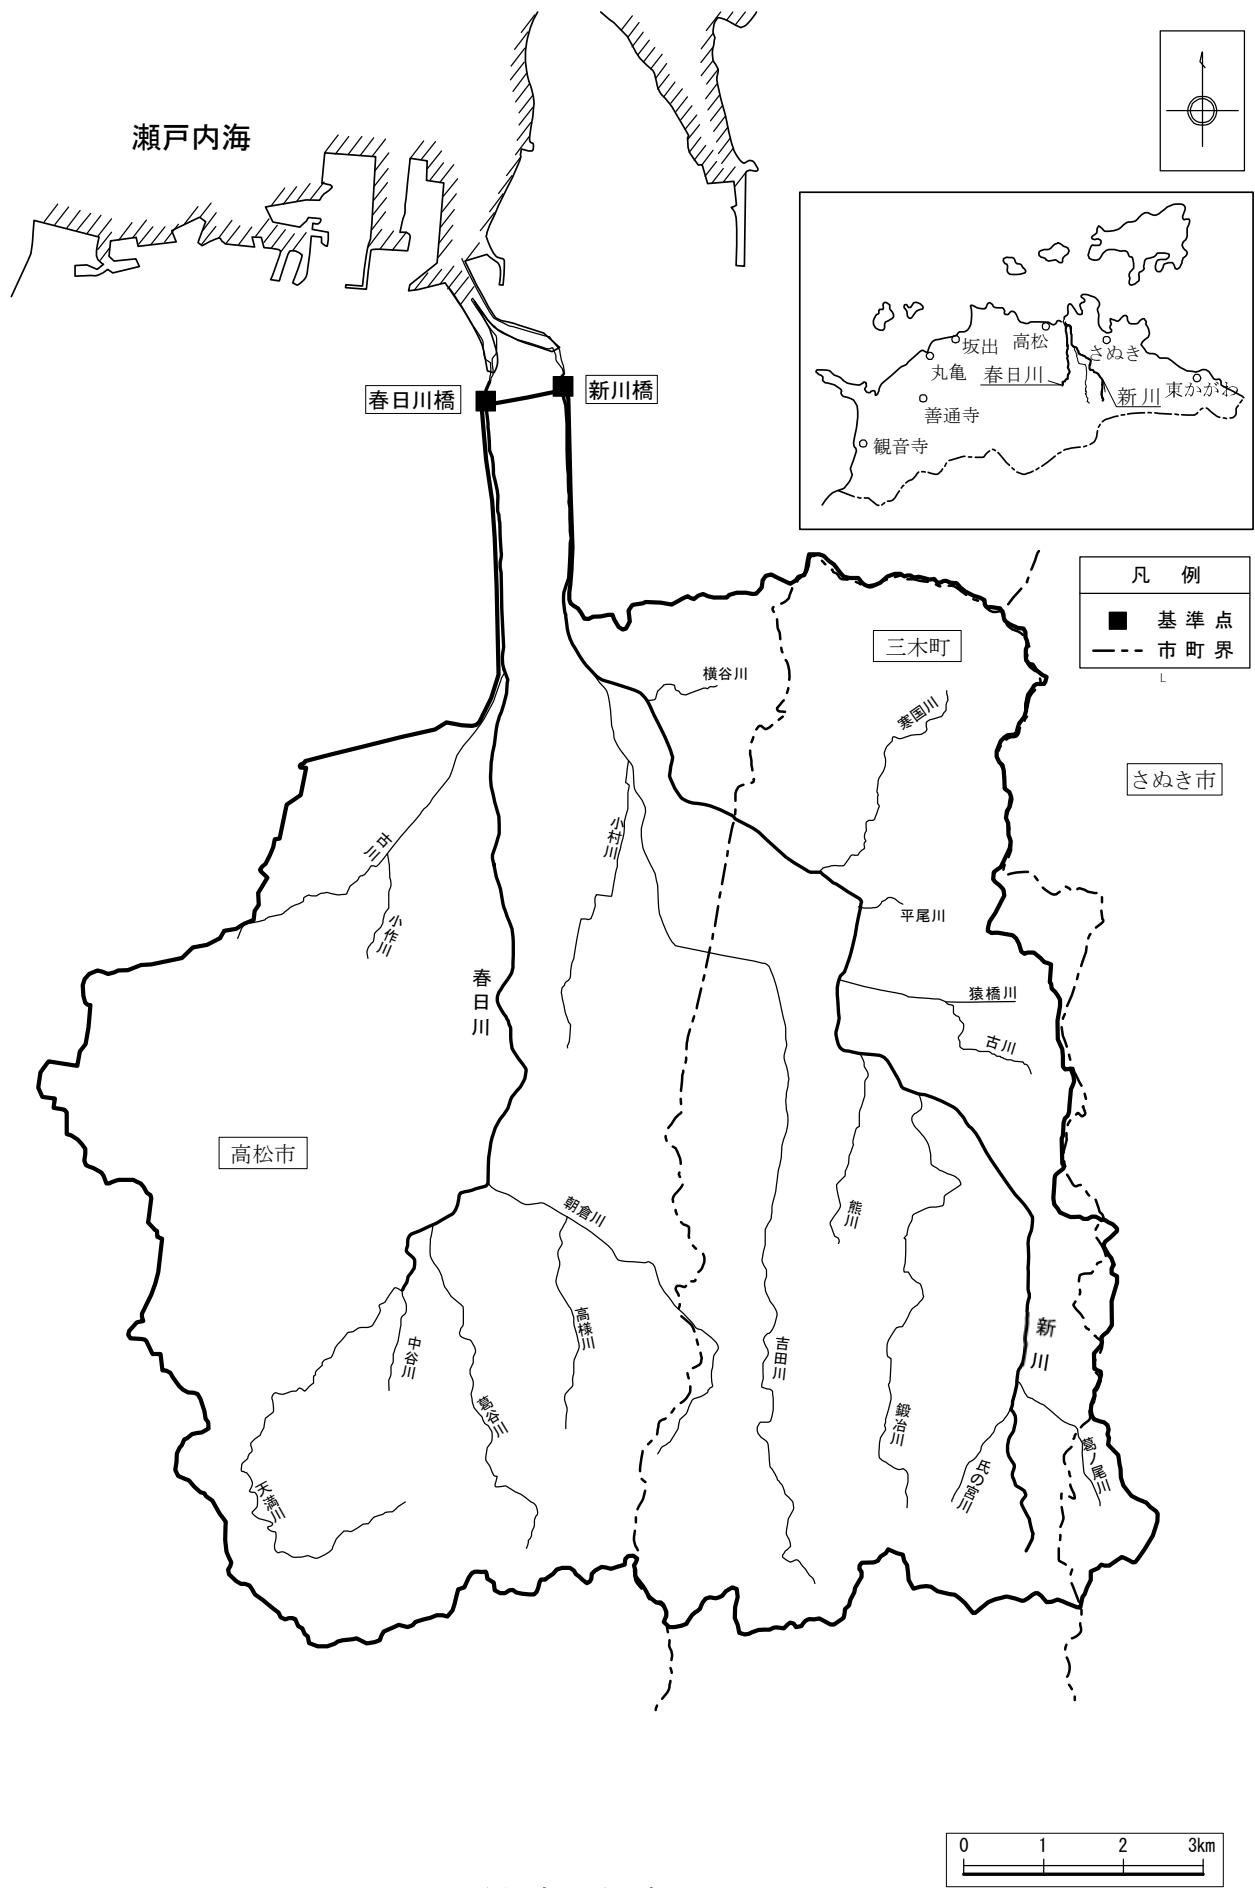 瀬戸内海
春日川橋
新川橋
坂出
高松
さぬき
丸亀
春日川
新川
東かがわ
善通寺
観音寺
凡 例
基準点
市町界
三木町
横谷川
寒国川
さぬき市
小村川
古川
小作川
平尾川
春日川
猿橋川
古川
高松市
朝倉川
熊川
高様川
中谷川
吉田川
新川
葛谷川
鍛冶川
葛ノ尾川
氏の宮川
天満川
0 1 2 3km